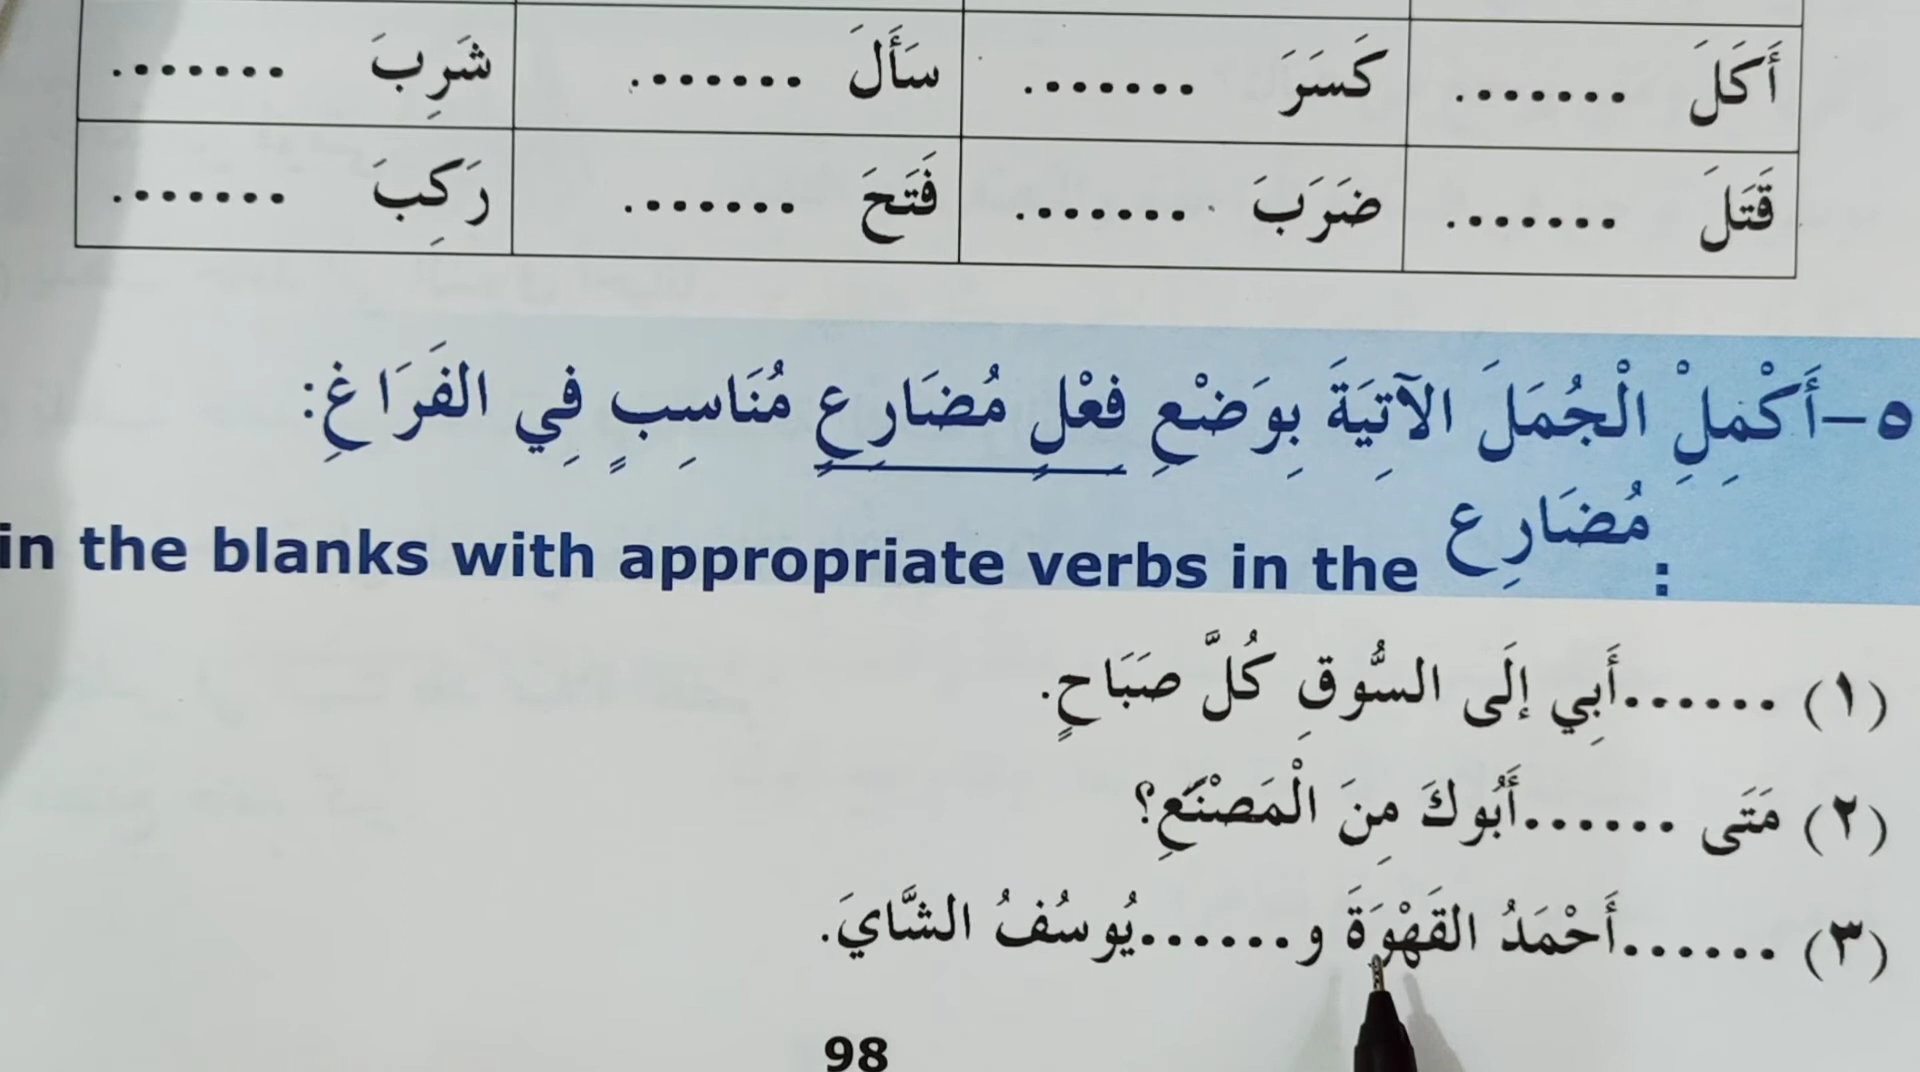 أَكَلَ ....... كَسَرَ ....... سَأَلَ ....... شَرِبَ .......
قَتَلَ ....... ضَرَبَ ....... فَتَحَ ....... رَكِبَ .......
٥-أَكْمِلِ الْجُمَلَ الآتِيَةَ بِوَضْعِ فِعْلٍ مُضَارِعٍ مُنَاسِبٍ فِي الفَرَاغِ:
in the blanks with appropriate verbs in the مُضَارِع :
(١) ......أَبِي إِلَى السُّوقِ كُلَّ صَبَاحٍ.
(٢) مَتَى ......أَبُوكَ مِنَ الْمَصْنَعِ؟
(٣) ......أَحْمَدُ القَهْوَةَ و......يُوسُفُ الشَّايَ.
98